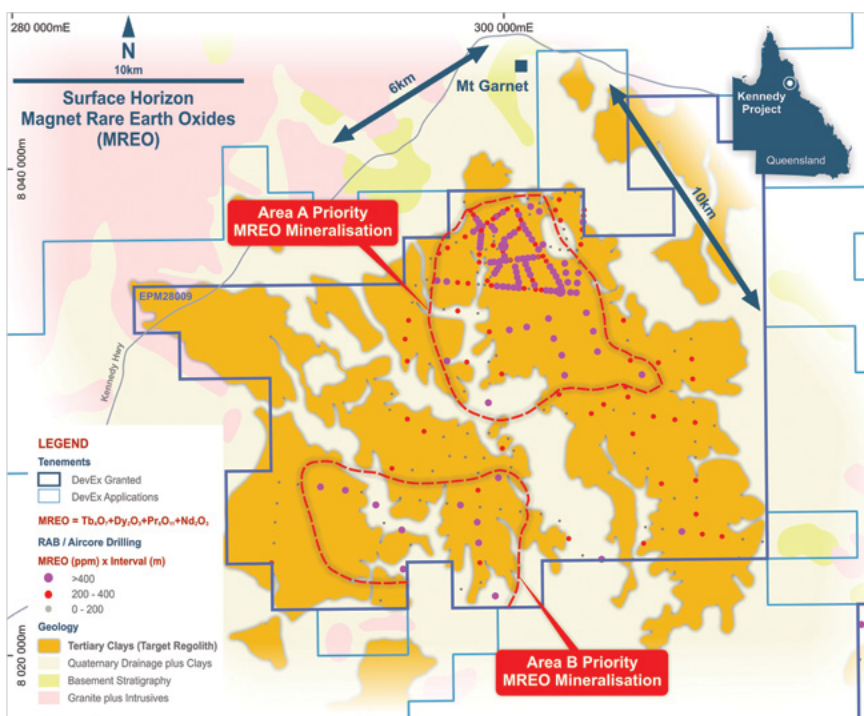 280 000mE
300 000mE
N
10km
Surface Horizon
Magnet Rare Earth Oxides
(MREO)
6km
Mt Garnet
Kennedy
Project
Queensland
8 040 000m
10km
Area A Priority
MREO Mineralisation
EPM28009
Kennedy Hwy
LEGEND
Tenements
DevEx Granted
DevEx Applications
MREO = Tb₄O₇+Dy₂O₃+Pr₆O₁₁+Nd₂O₃
RAB / Aircore Drilling
MREO (ppm) x Interval (m)
>400
200 - 400
0 - 200
Geology
Tertiary Clays (Target Regolith)
Quaternary Drainage plus Clays
Basement Stratigraphy
Granite plus Intrusives
8 020 000m
Area B Priority
MREO Mineralisation